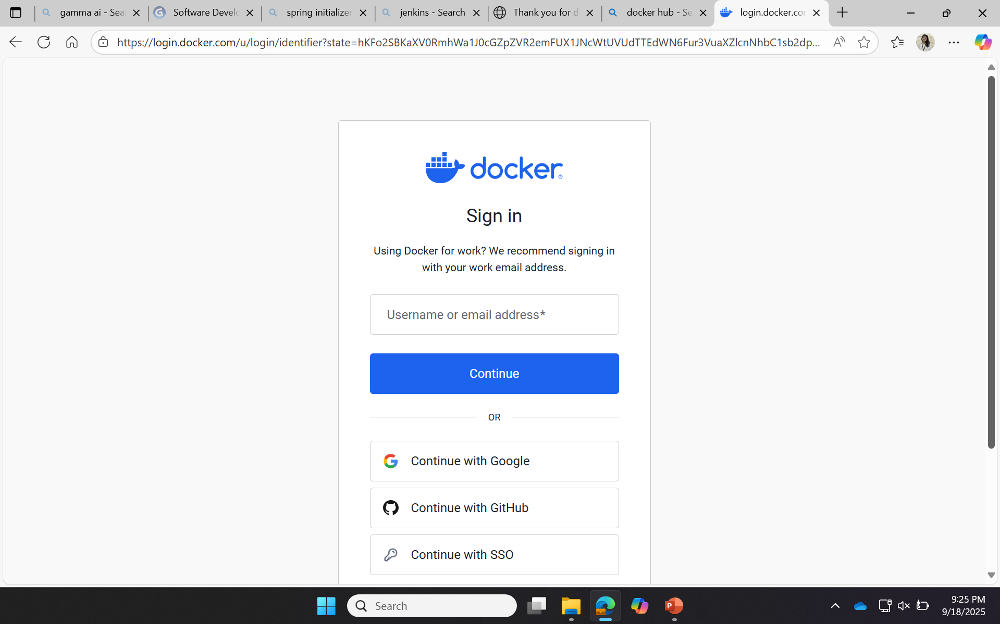 gamma ai - Sear
Software Develo
spring initializer
jenkins - Search
Thank you for d
docker hub - Se
login.docker.cor
https://login.docker.com/u/login/identifier?state=hKFo2SBKaXV0RmhWa1J0cGZpZVR2emFUX1JNcWtUVUdTTEdWN6Fur3VuaXZlcnNhbC1sb2dp...
docker®
Sign in
Using Docker for work? We recommend signing in
with your work email address.
Username or email address*
Continue
OR
Continue with Google
Continue with GitHub
Continue with SSO
Search
9:25 PM
9/18/2025